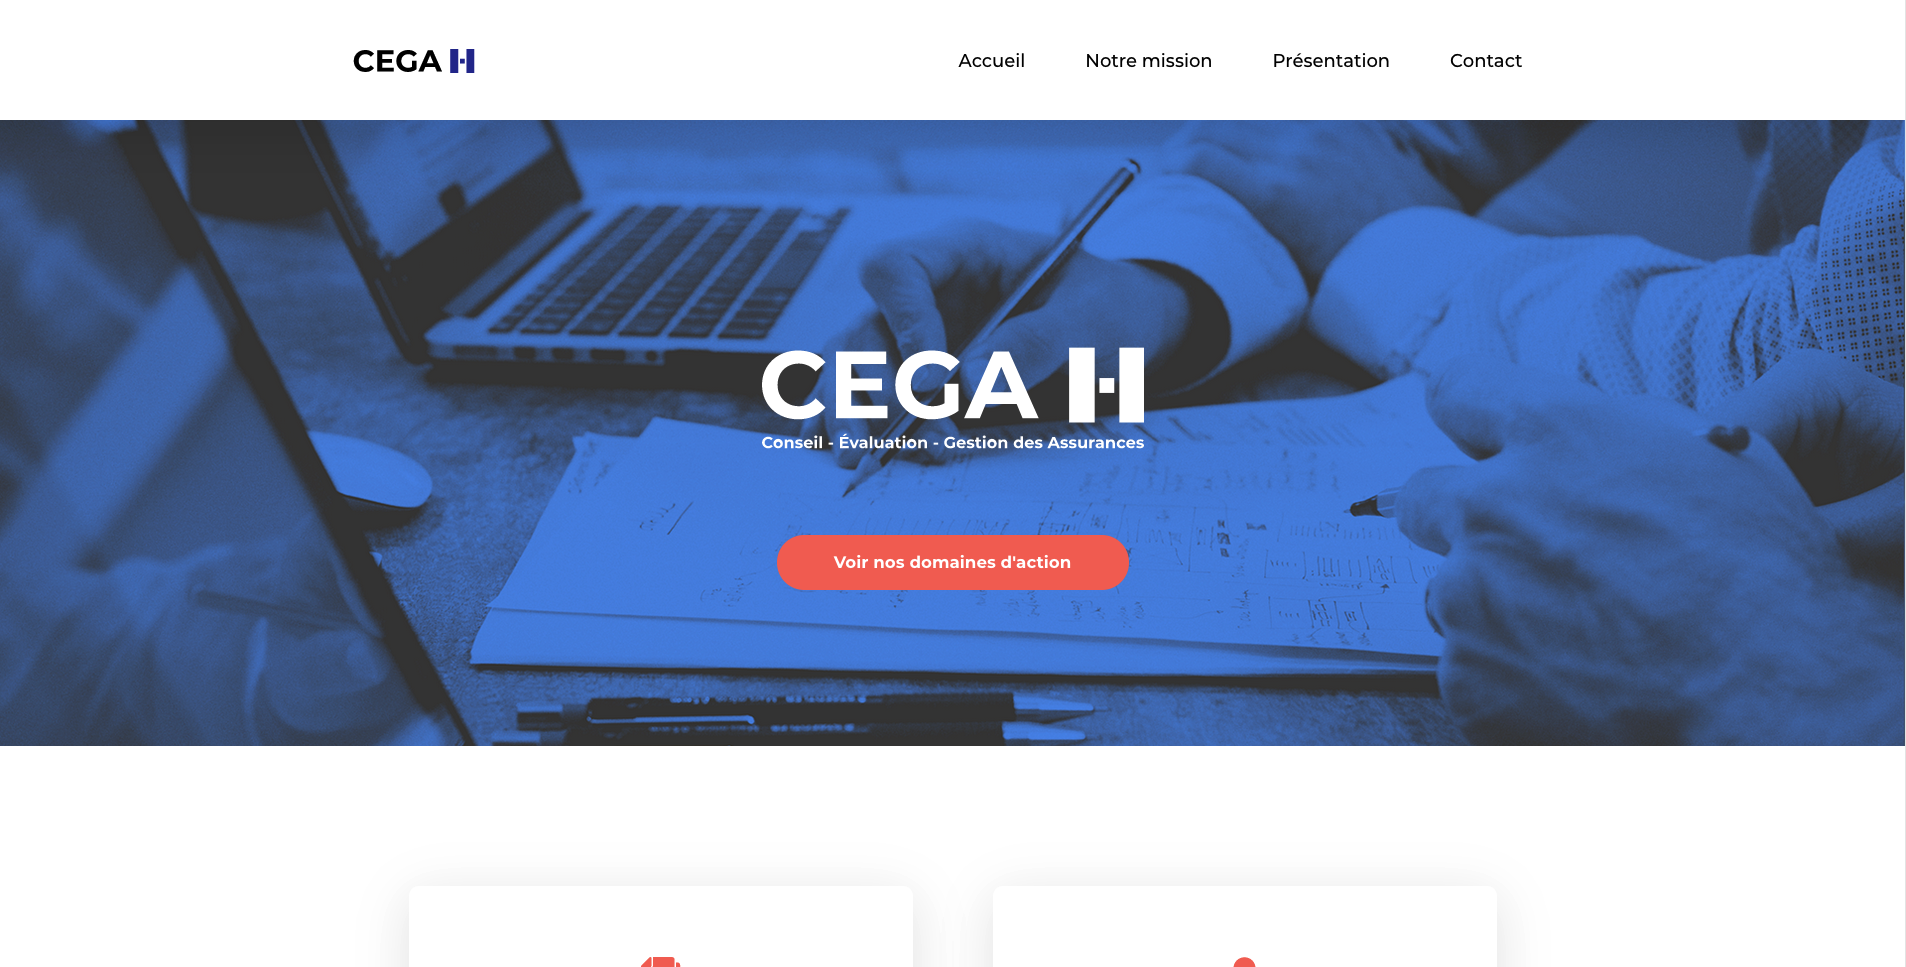 CEGA H
Accueil
Notre mission
Présentation
Contact
CEGA H
Conseil - Évaluation - Gestion des Assurances
Voir nos domaines d'action